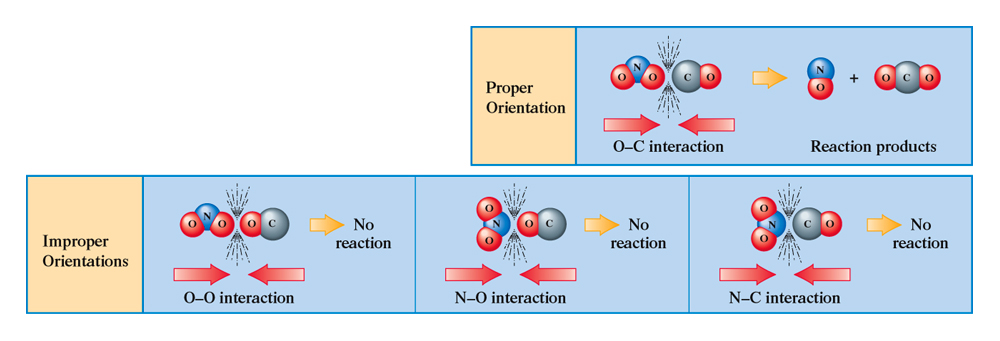 Proper
Orientation
O N O C O
N
O
+
O C O
O–C interaction
Reaction products
Improper
Orientations
O N O O C
No
reaction
O–O interaction
O
N O C
O
No
reaction
N–O interaction
O
N C O
O
No
reaction
N–C interaction